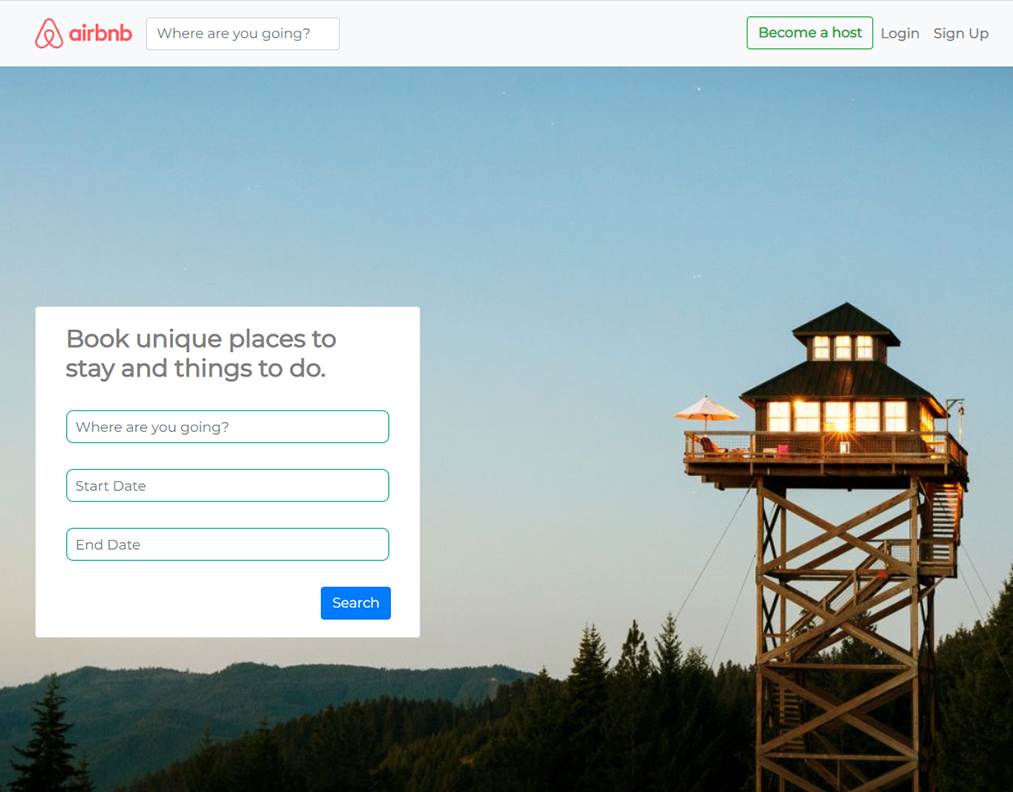 airbnb
Where are you going?
Become a host
Login
Sign Up
Book unique places to
stay and things to do.
Where are you going?
Start Date
End Date
Search